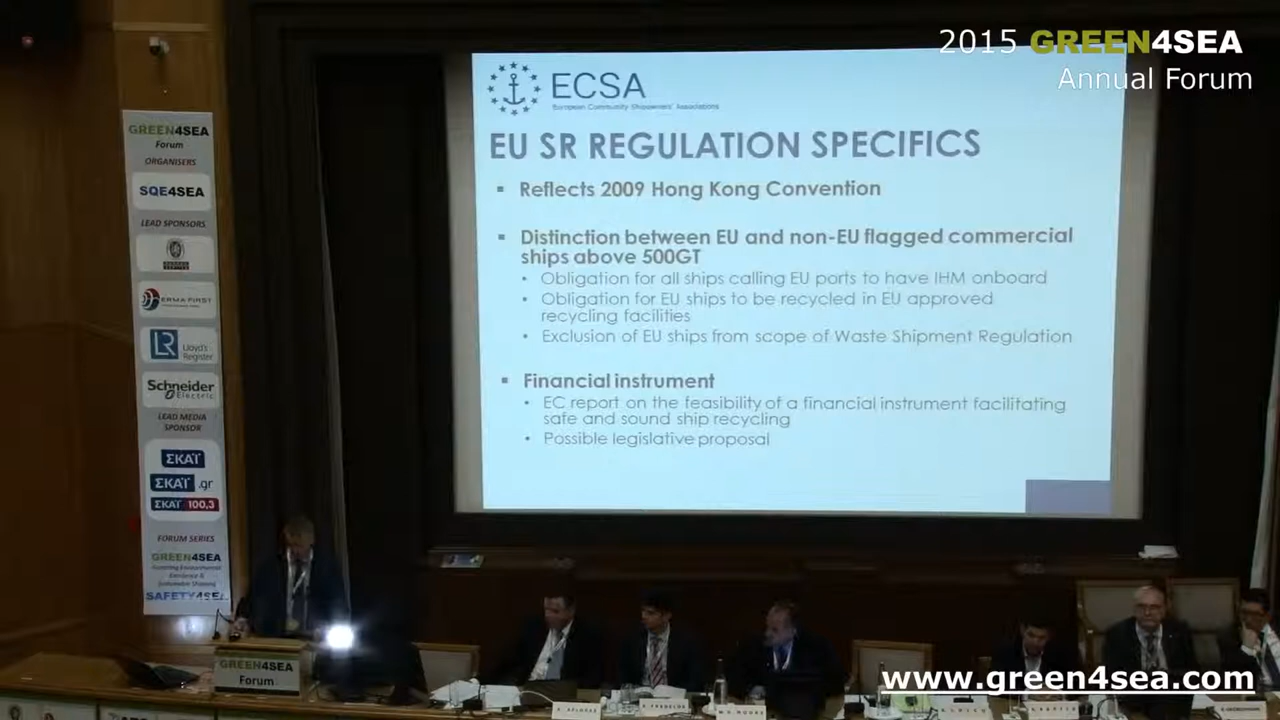 2015 GREEN4SEA
Annual Forum
ECSA
European Community Shipowners' Associations
EU SR REGULATION SPECIFICS
▪ Reflects 2009 Hong Kong Convention
▪ Distinction between EU and non-EU flagged commercial
ships above 500GT
• Obligation for all ships calling EU ports to have IHM onboard
• Obligation for EU ships to be recycled in EU approved
recycling facilities
• Exclusion of EU ships from scope of Waste Shipment Regulation
▪ Financial instrument
• EC report on the feasibility of a financial instrument facilitating
safe and sound ship recycling
• Possible legislative proposal
GREEN4SEA
Forum
ORGANISERS
SQE4SEA
LEAD SPONSORS
ERMA FIRST
LR
Lloyd's
Register
Schneider
Electric
LEAD MEDIA
SPONSOR
ΣΚΑΪ
ΣΚΑΪ .gr
ΣΚΑΪ 100,3
FORUM SERIES
GREEN4SEA
SAFETY4SEA
GREEN4SEA
Forum
www.green4sea.com